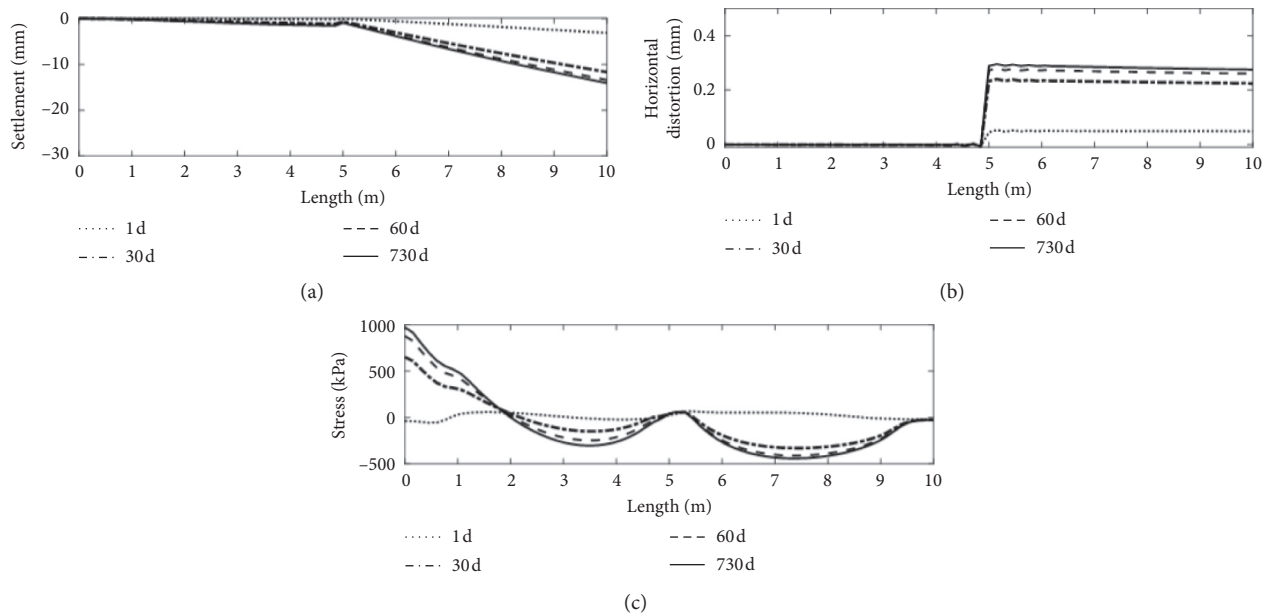 0
–10
–20
–30
Settlement (mm)
0 1 2 3 4 5 6 7 8 9 10
Length (m)
1 d
60 d
30 d
730 d
(a)
0.4
0.2
0
Horizontal
distortion (mm)
0 1 2 3 4 5 6 7 8 9 10
Length (m)
1 d
60 d
30 d
730 d
(b)
1000
500
0
–500
Stress (kPa)
0 1 2 3 4 5 6 7 8 9 10
Length (m)
1 d
60 d
30 d
730 d
(c)